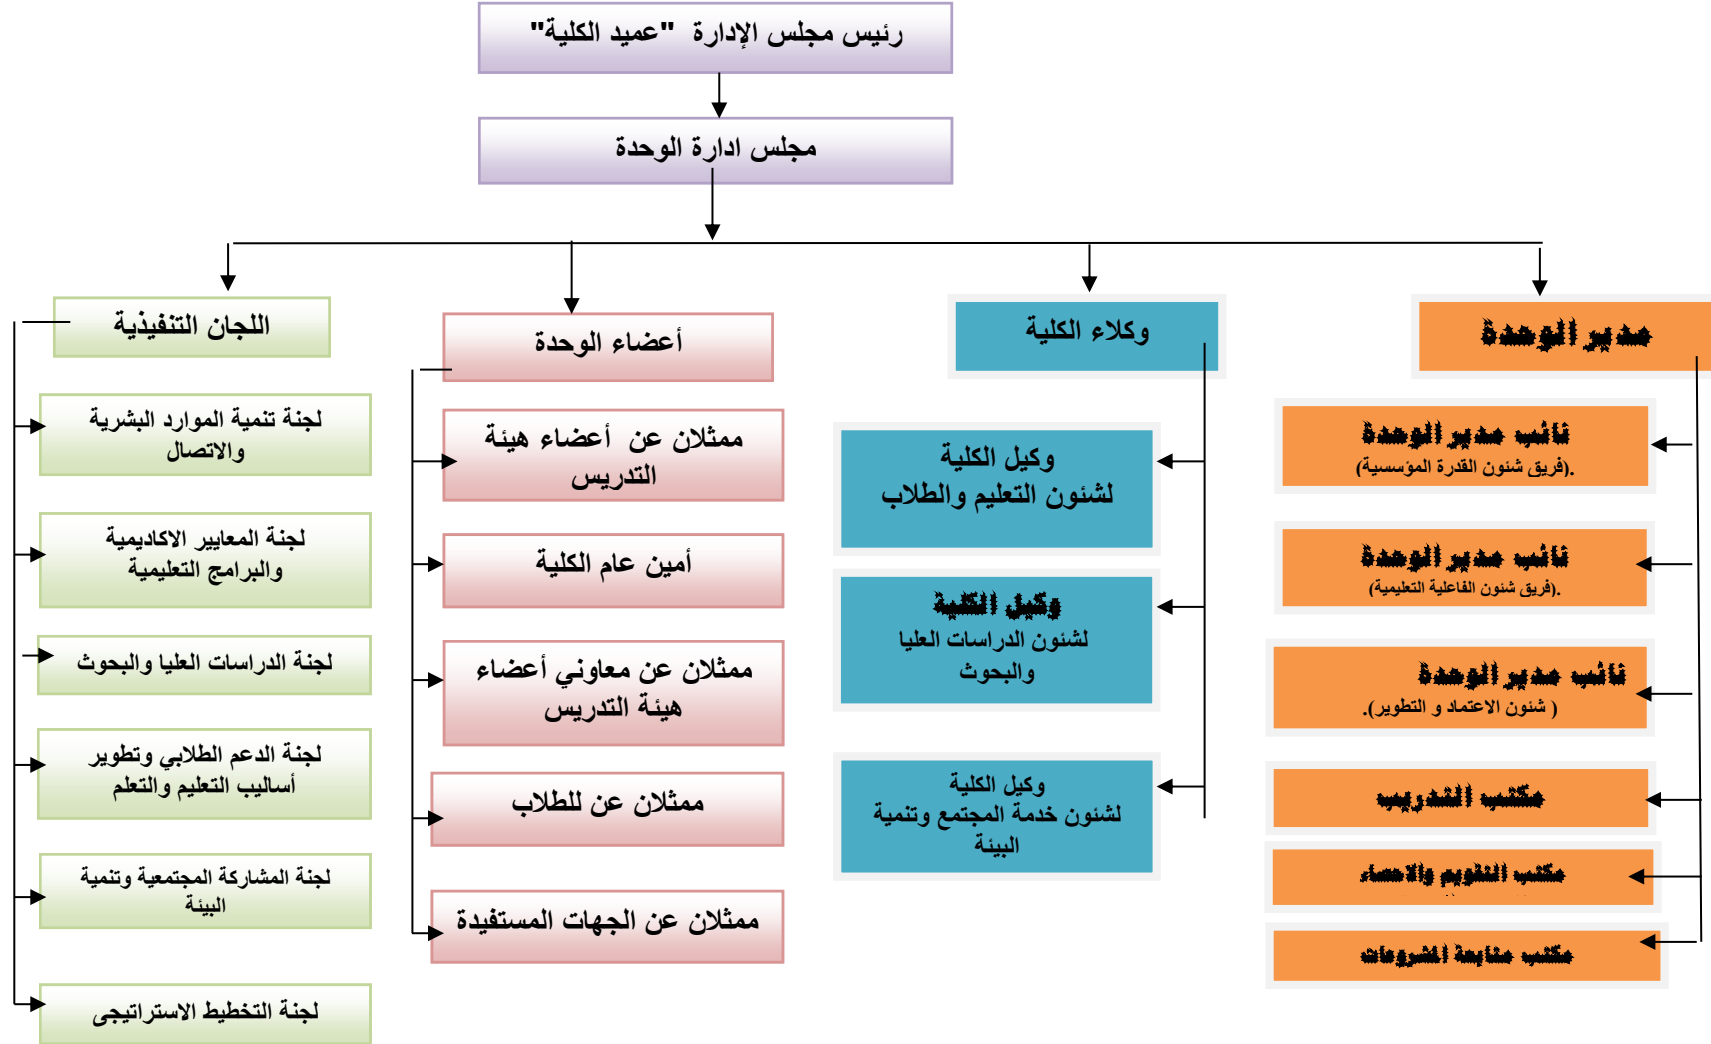 رئيس مجلس الإدارة "عميد الكلية"
مجلس ادارة الوحدة
مدير الوحدة
نائب مدير الوحدة
(فريق شئون القدرة المؤسسية).
نائب مدير الوحدة
(فريق شئون الفاعلية التعليمية).
نائب مدير الوحدة
( شئون الاعتماد و التطوير).
مكتب التدريب
مكتب التقويم والاحصاء
مكتب متابعة المشروعات
وكلاء الكلية
وكيل الكلية
لشئون التعليم والطلاب
وكيل الكلية
لشئون الدراسات العليا
والبحوث
وكيل الكلية
لشئون خدمة المجتمع وتنمية
البيئة
أعضاء الوحدة
ممثلان عن أعضاء هيئة
التدريس
أمين عام الكلية
ممثلان عن معاوني أعضاء
هيئة التدريس
ممثلان عن للطلاب
ممثلان عن الجهات المستفيدة
اللجان التنفيذية
لجنة تنمية الموارد البشرية
والاتصال
لجنة المعايير الاكاديمية
والبرامج التعليمية
لجنة الدراسات العليا والبحوث
لجنة الدعم الطلابي وتطوير
أساليب التعليم والتعلم
لجنة المشاركة المجتمعية وتنمية
البيئة
لجنة التخطيط الاستراتيجى